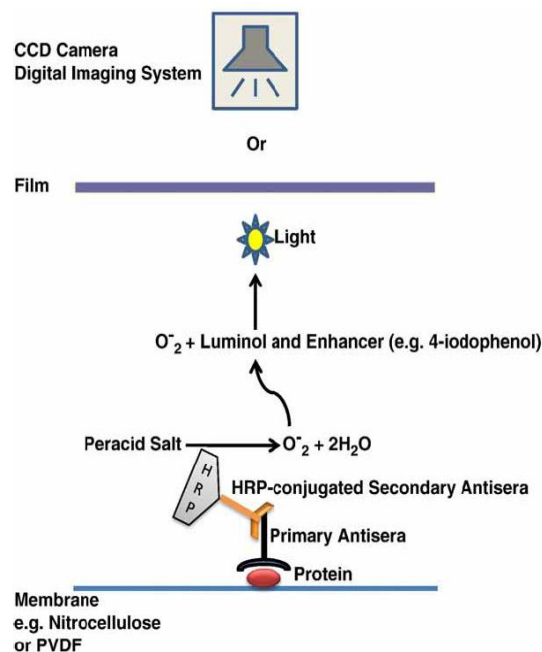 CCD Camera
Digital Imaging System
Or
Film
Light
O⁻₂ + Luminol and Enhancer (e.g. 4-iodophenol)
Peracid Salt
O⁻₂ + 2H₂O
HRP
HRP-conjugated Secondary Antisera
Primary Antisera
Protein
Membrane
e.g. Nitrocellulose
or PVDF